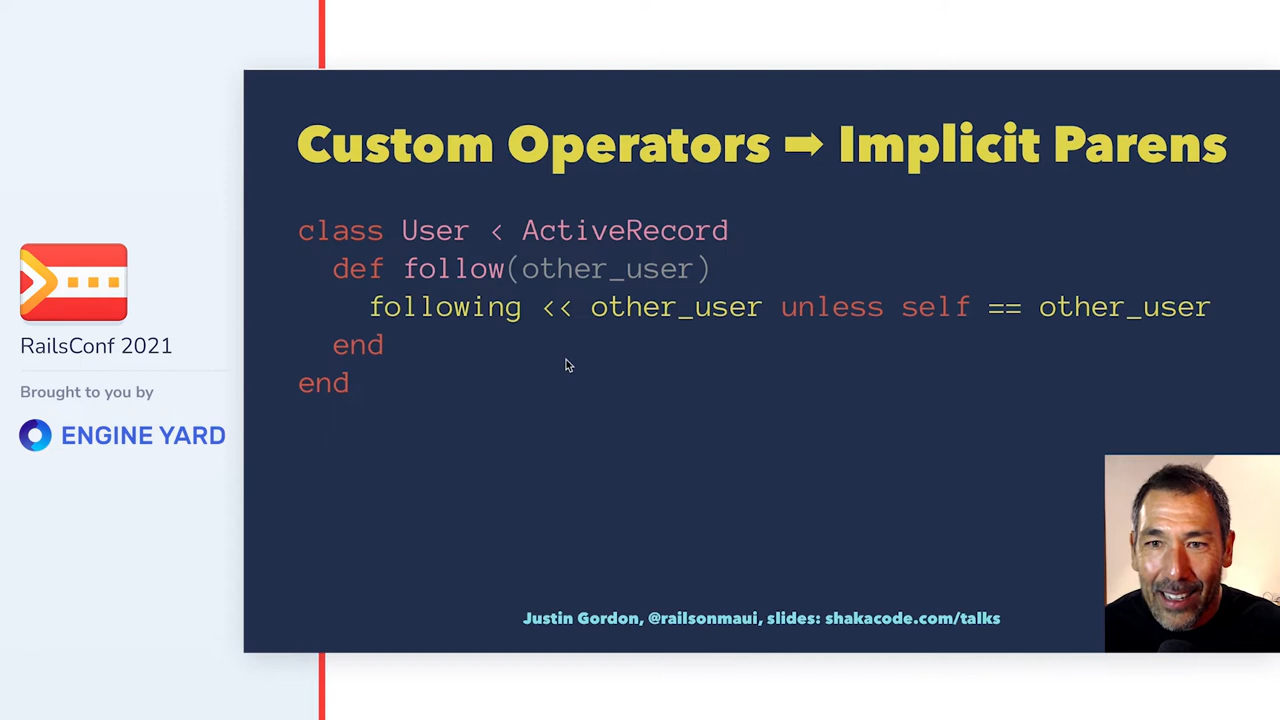 Custom Operators ➡ Implicit Parens
class User < ActiveRecord
def follow(other_user)
following << other_user unless self == other_user
end
end
RailsConf 2021
Brought to you by
ENGINE YARD
Justin Gordon, @railsonmaui, slides: shakacode.com/talks